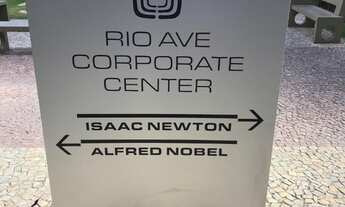 RIO AVE
CORPORATE
CENTER
ISAAC NEWTON
ALFRED NOBEL